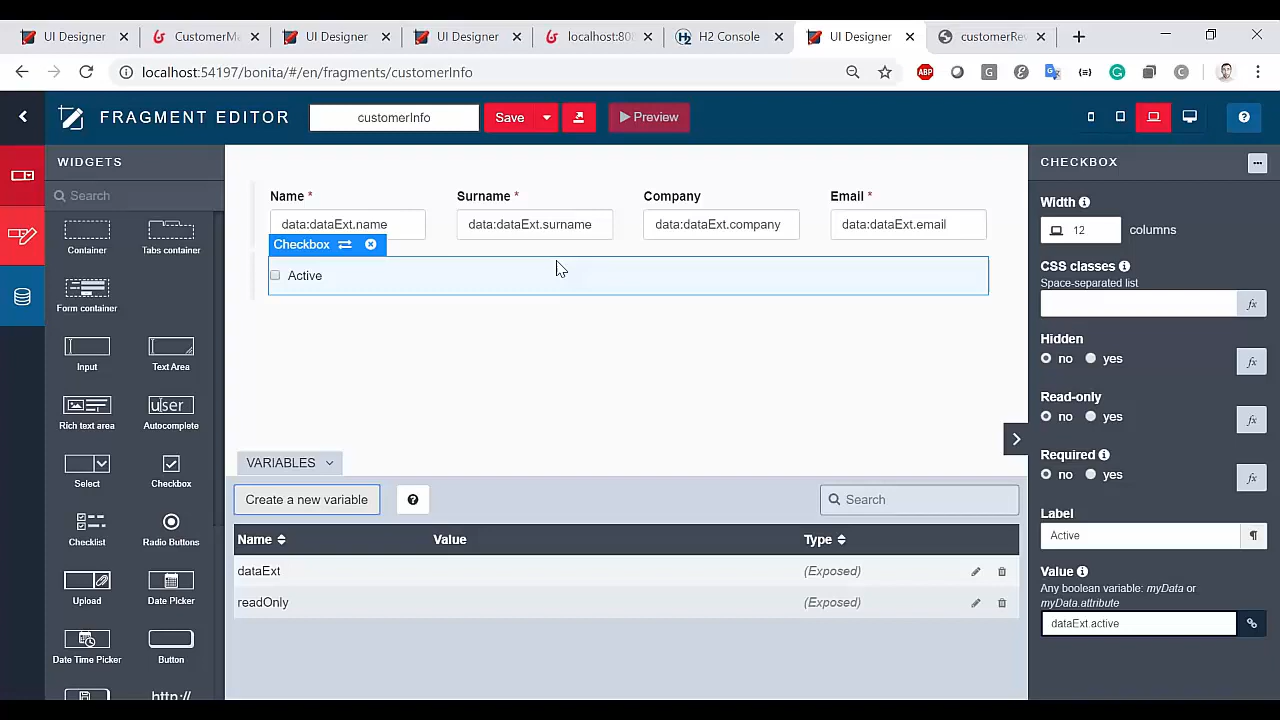 UI Designer
CustomerMa
UI Designer
UI Designer
localhost:808
H2 Console
UI Designer
customerRev
localhost:54197/bonita/#/en/fragments/customerInfo
ABP
FRAGMENT EDITOR
customerInfo
Save
Preview
WIDGETS
Search
Container
Tabs container
Form container
Input
Text Area
Rich text area
user
Autocomplete
Select
Checkbox
Checklist
Radio Buttons
Upload
Date Picker
Date Time Picker
Button
http://
Name *
Surname *
Company
Email *
data:dataExt.name
data:dataExt.surname
data:dataExt.company
data:dataExt.email
Checkbox
Active
VARIABLES
Create a new variable
Search
Name
Value
Type
dataExt
(Exposed)
readOnly
(Exposed)
CHECKBOX
Width
12 columns
CSS classes
Space-separated list
fx
Hidden
no yes
fx
Read-only
no yes
fx
Required
no yes
fx
Label
Active
Value
Any boolean variable: myData or
myData.attribute
dataExt.active